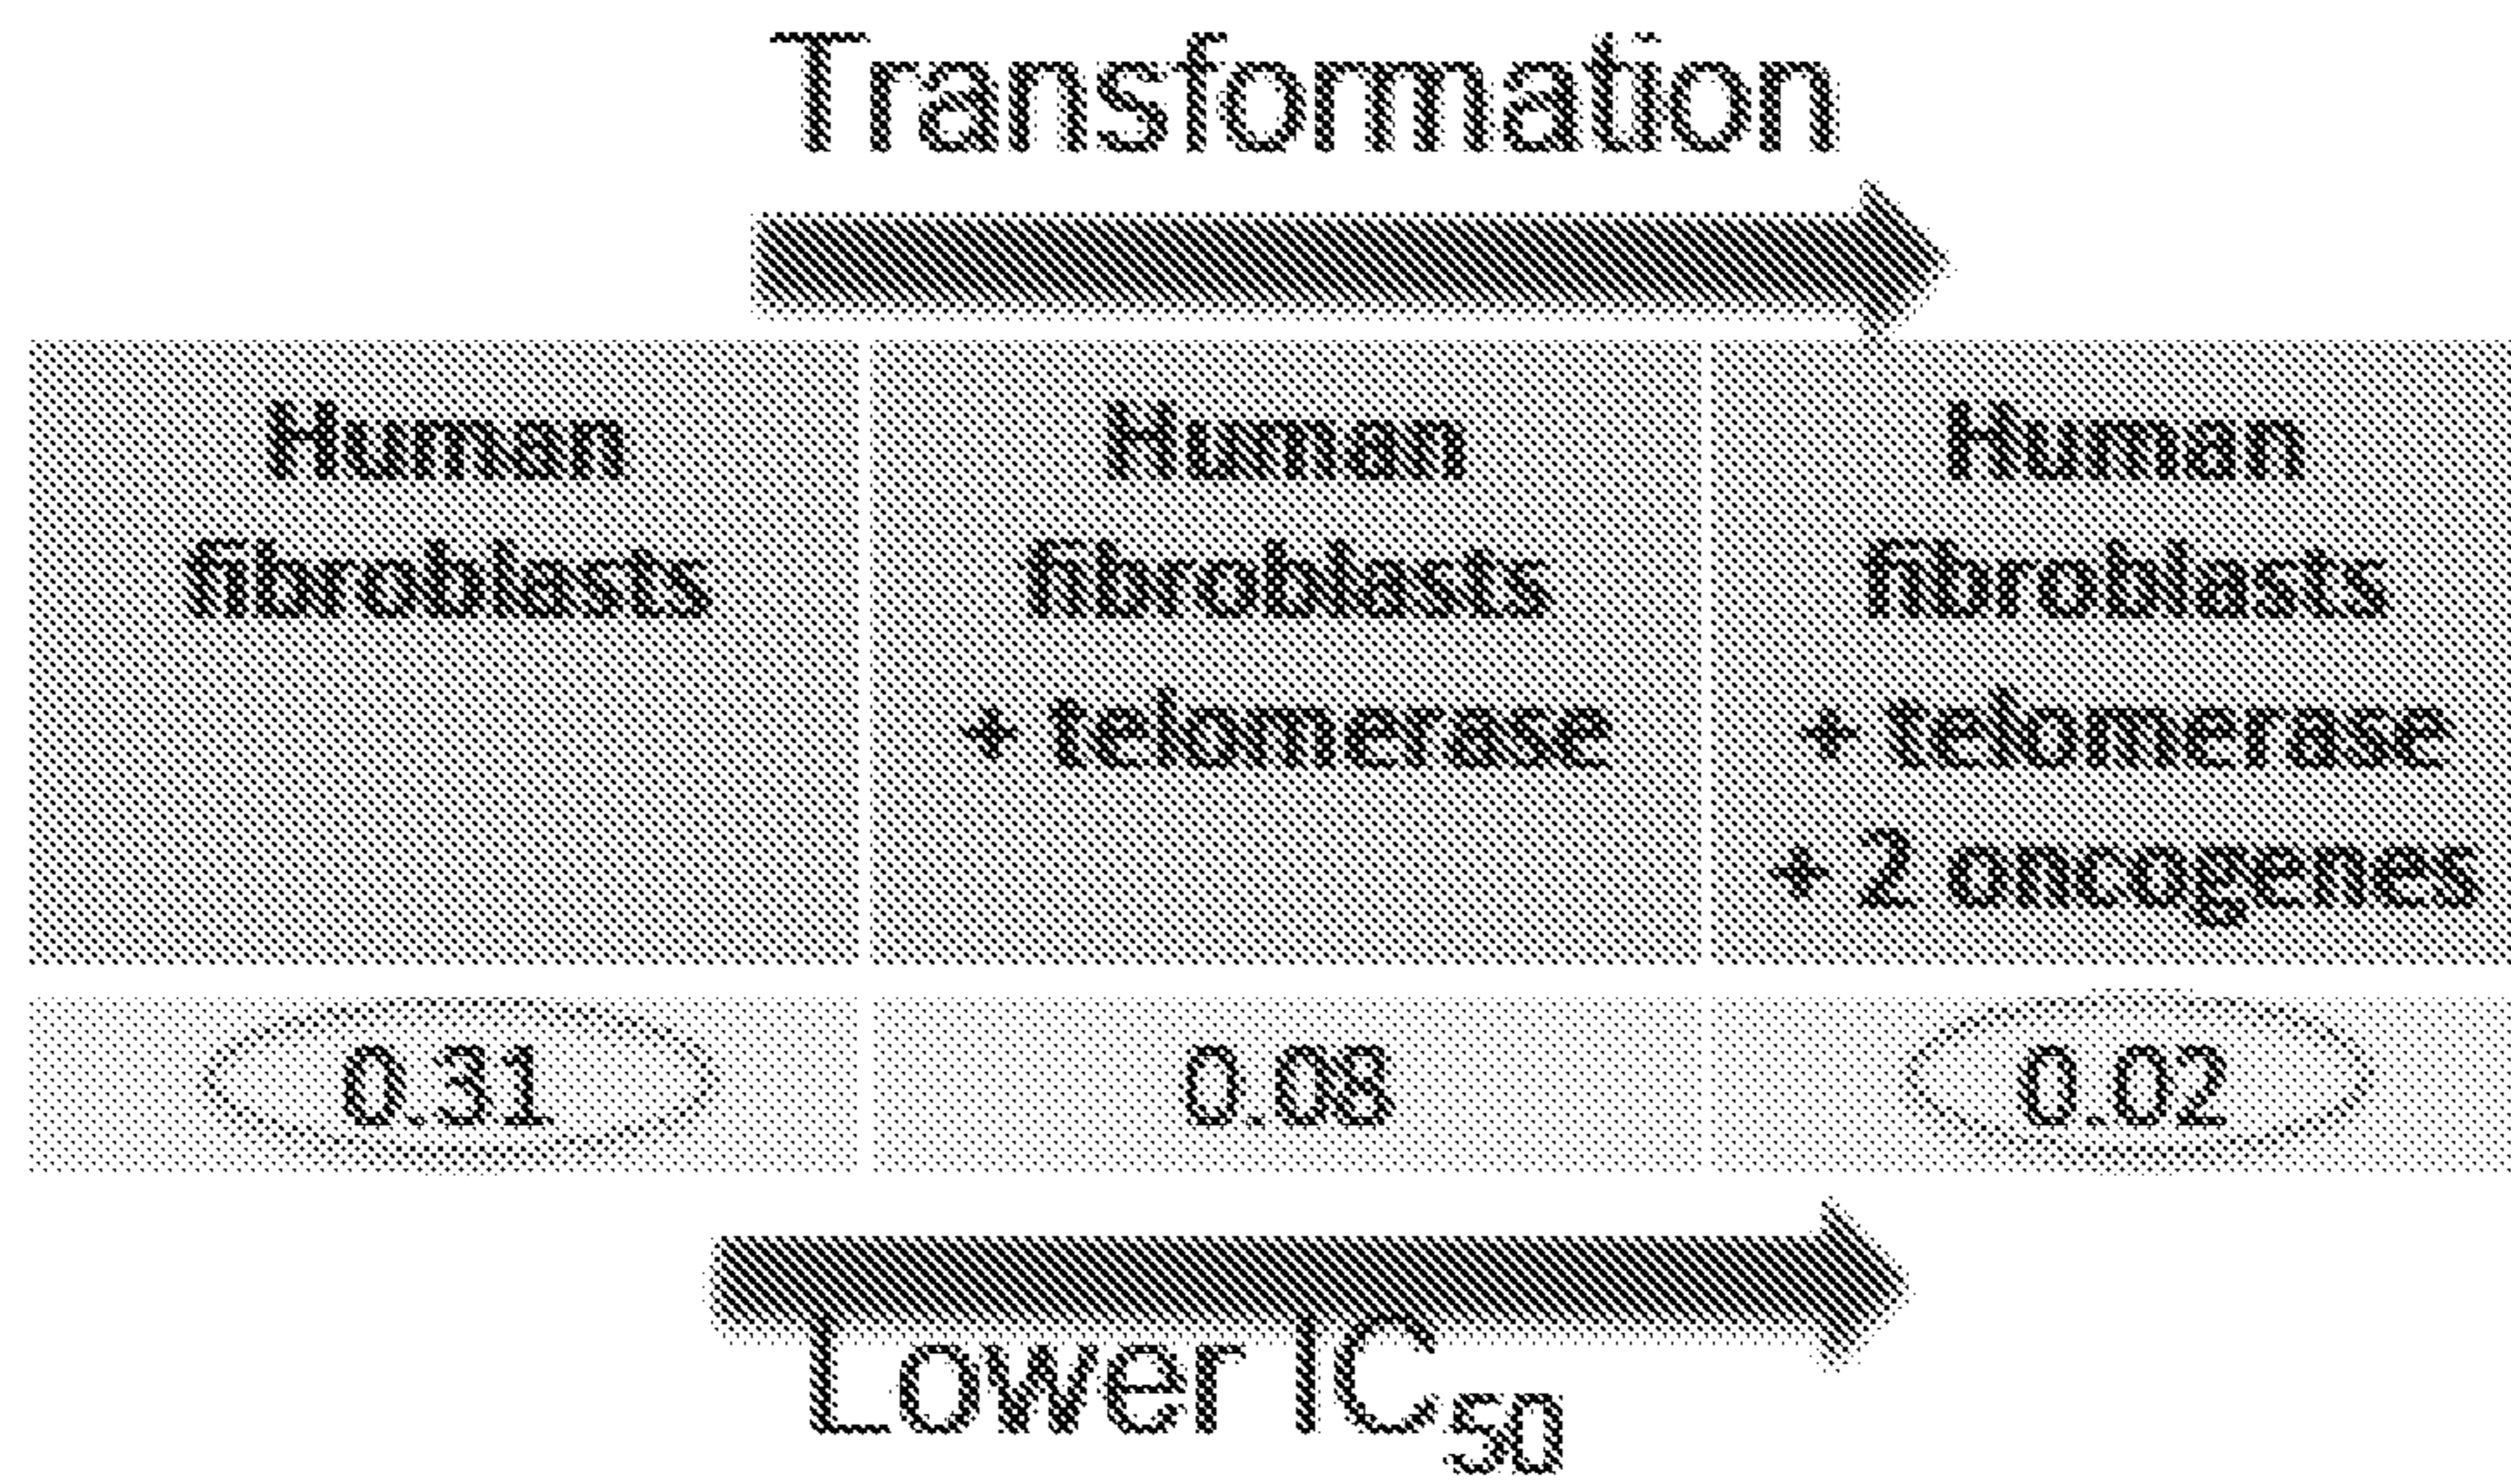 Transformation
Human
fibroblasts
Human
fibroblasts
+ telomerase
Human
fibroblasts
+ telomerase
+ 2 oncogenes
0.31
0.08
0.02
Lower IC50